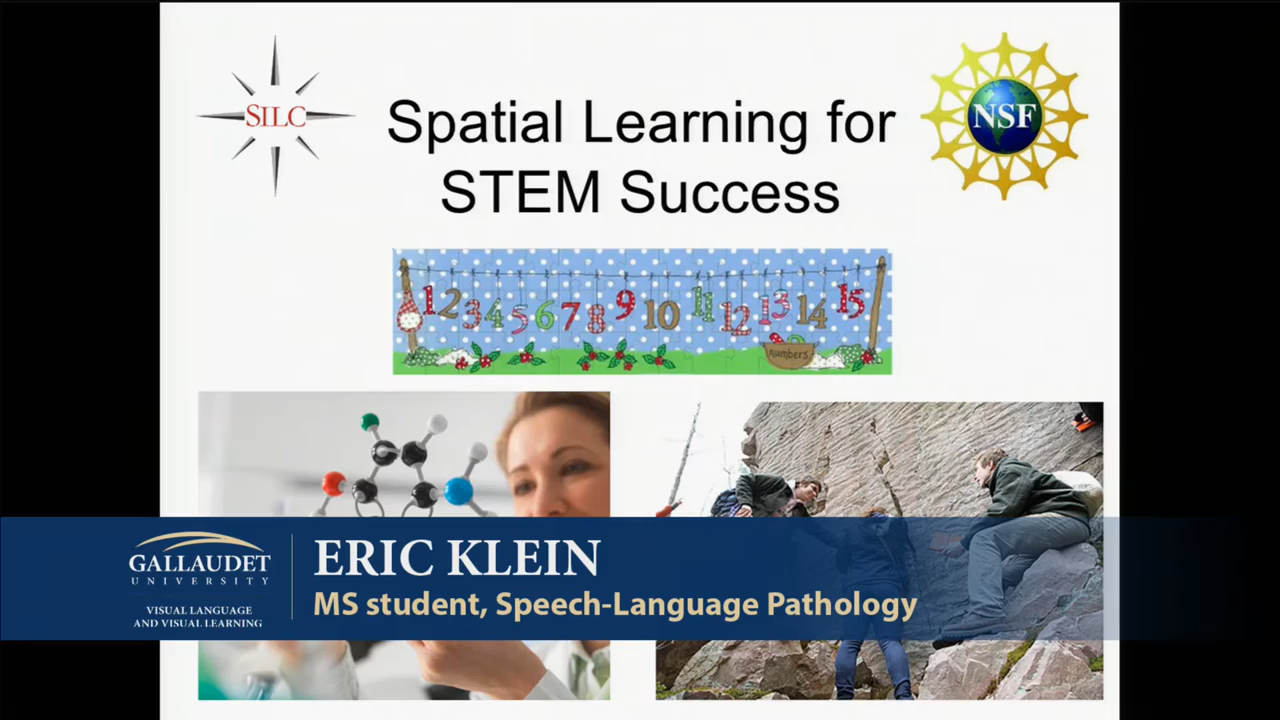 SILC
Spatial Learning for
STEM Success
NSF
1 2 3 4 5 6 7 8 9 10 11 12 13 14 15
numbers
GALLAUDET
UNIVERSITY
VISUAL LANGUAGE
AND VISUAL LEARNING
ERIC KLEIN
MS student, Speech-Language Pathology